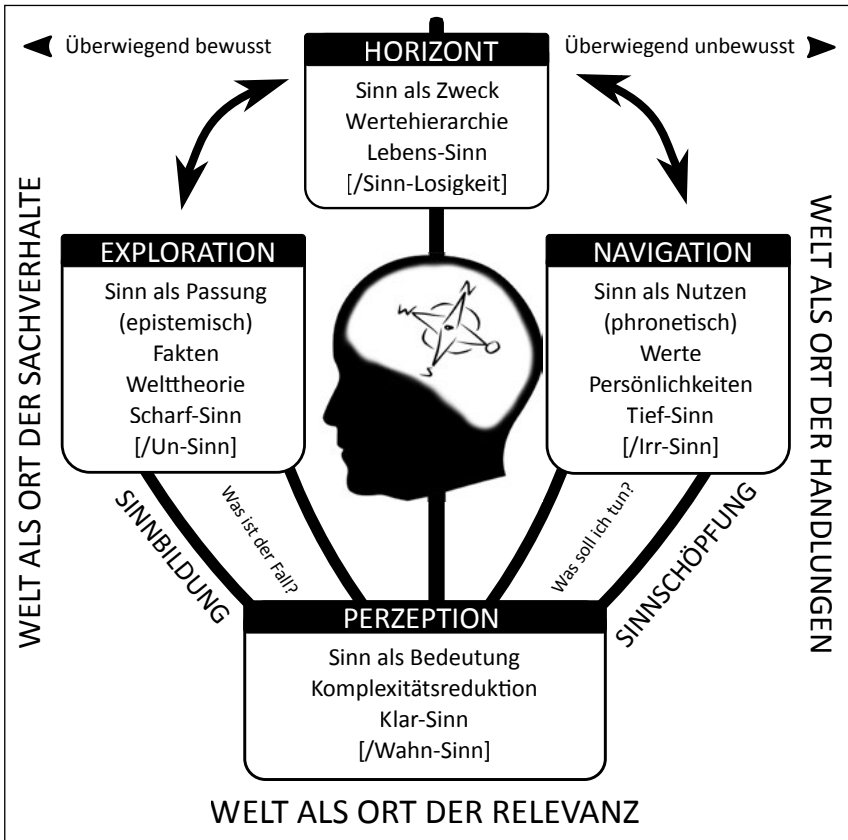 Überwiegend bewusst
HORIZONT
Überwiegend unbewusst
Sinn als Zweck
Wertehierarchie
Lebens-Sinn
[/Sinn-Losigkeit]
WELT ALS ORT DER SACHVERHALTE
EXPLORATION
Sinn als Passung
(epistemisch)
Fakten
Welttheorie
Scharf-Sinn
[/Un-Sinn]
N
W
O
S
NAVIGATION
Sinn als Nutzen
(phronetisch)
Werte
Persönlichkeiten
Tief-Sinn
[/Irr-Sinn]
WELT ALS ORT DER HANDLUNGEN
SINNBILDUNG
Was ist der Fall?
Was soll ich tun?
SINNSCHÖPFUNG
PERZEPTION
Sinn als Bedeutung
Komplexitätsreduktion
Klar-Sinn
[/Wahn-Sinn]
WELT ALS ORT DER RELEVANZ